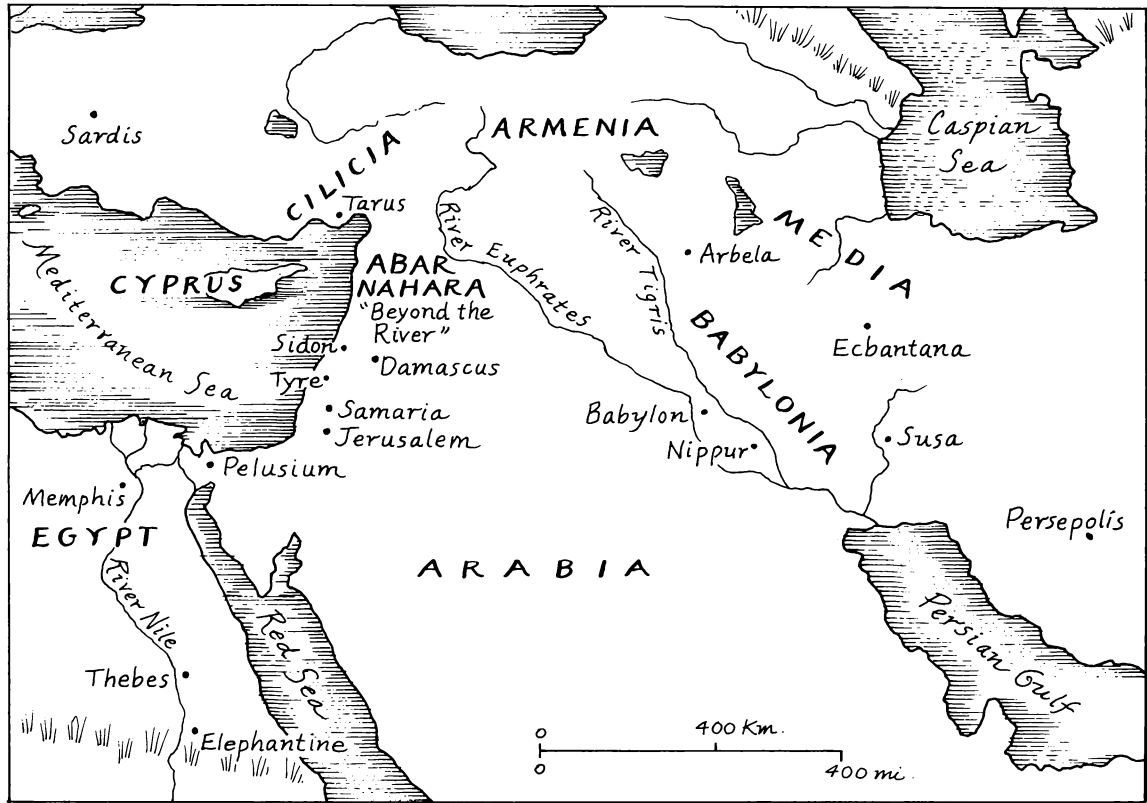 Sardis
ARMENIA
Caspian
Sea
CILICIA
Tarus
River Euphrates
River Tigris
MEDIA
Arbela
Mediterranean Sea
CYPRUS
ABAR
NAHARA
"Beyond the
River"
Sidon
Damascus
Tyre
BABYLONIA
Ecbantana
Samaria
Jerusalem
Babylon
Nippur
Susa
Pelusium
Memphis
EGYPT
Persepolis
ARABIA
River Nile
Red Sea
Persian Gulf
Thebes
Elephantine
0 400 Km.
0 400 mi.